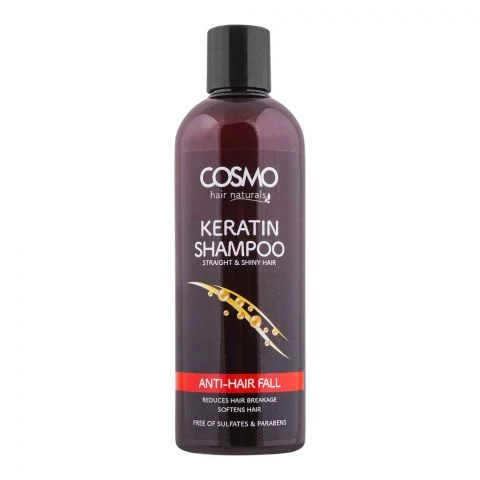 COSMO
hair naturals
KERATIN
SHAMPOO
STRAIGHT & SHINY HAIR
ANTI-HAIR FALL
REDUCES HAIR BREAKAGE
SOFTENS HAIR
FREE OF SULFATES & PARABENS